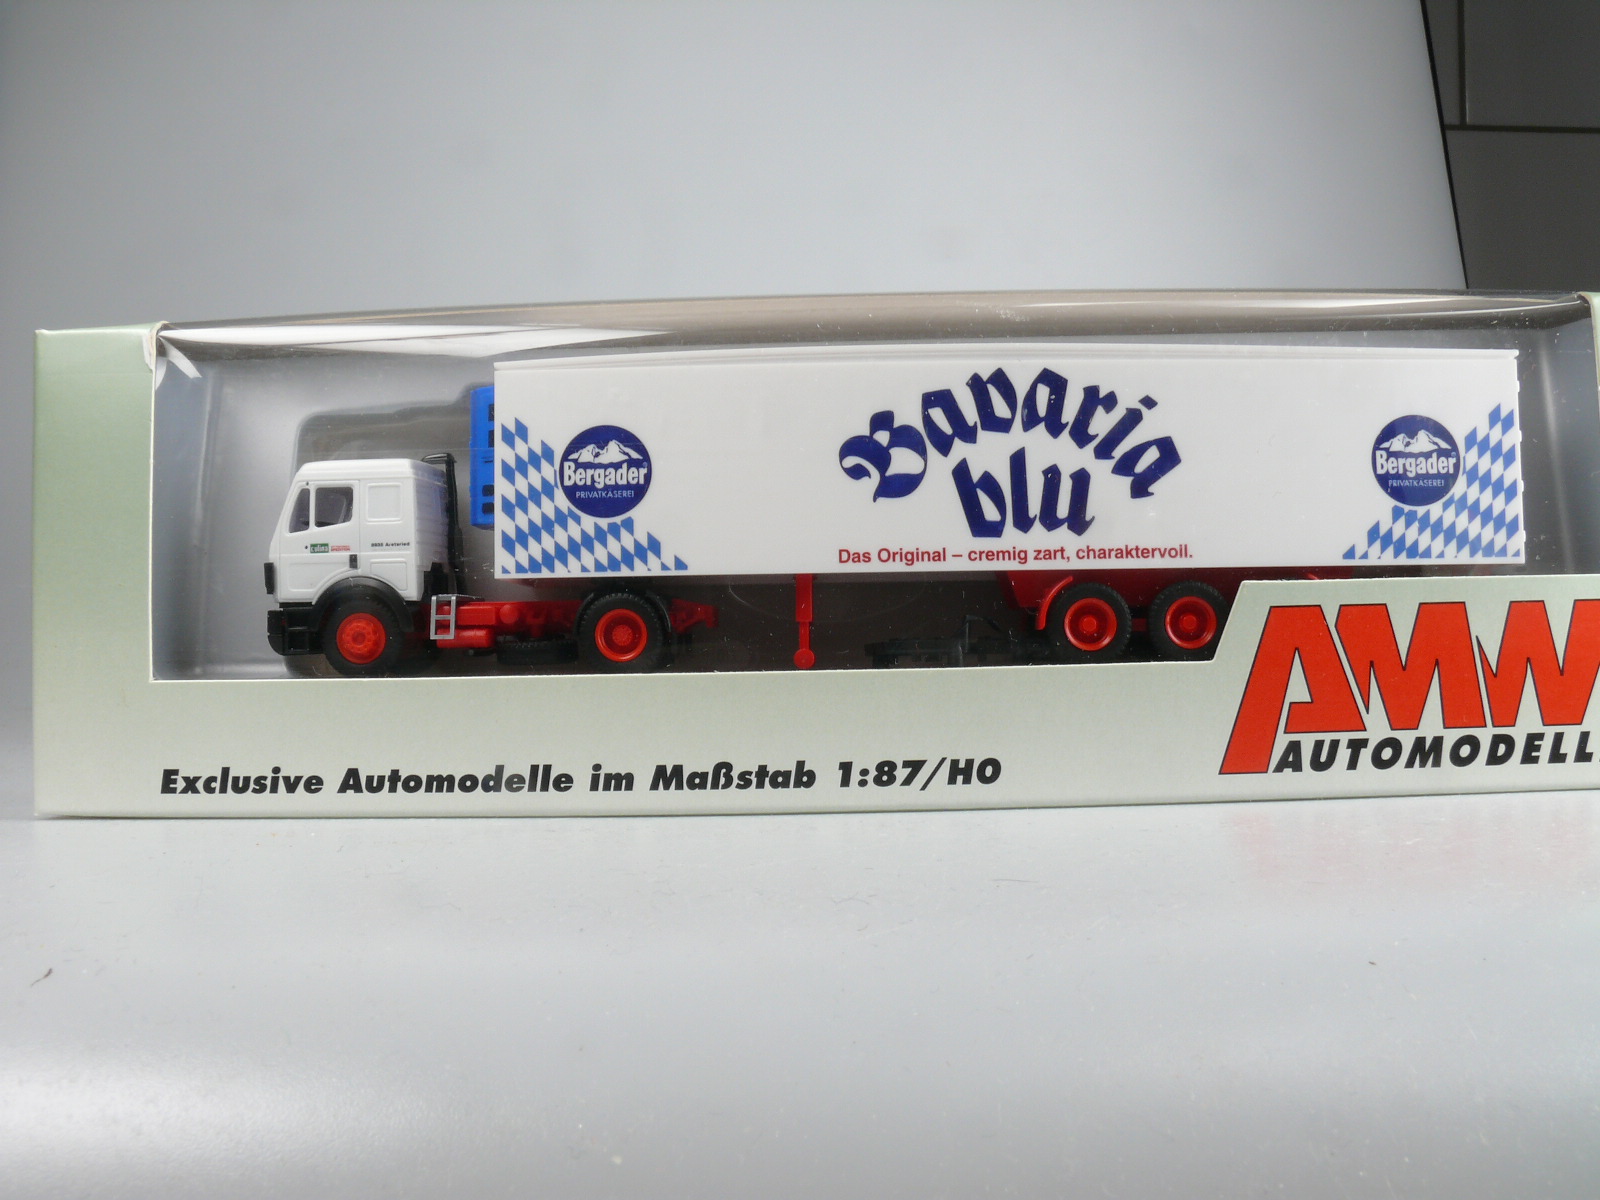 Bavaria
blu
Bergader
PRIVATKÄSEREI
Bergader
PRIVATKÄSEREI
Das Original – cremig zart, charaktervoll.
AMW
AUTOMODELL
Exclusive Automodelle im Maßstab 1:87/H0